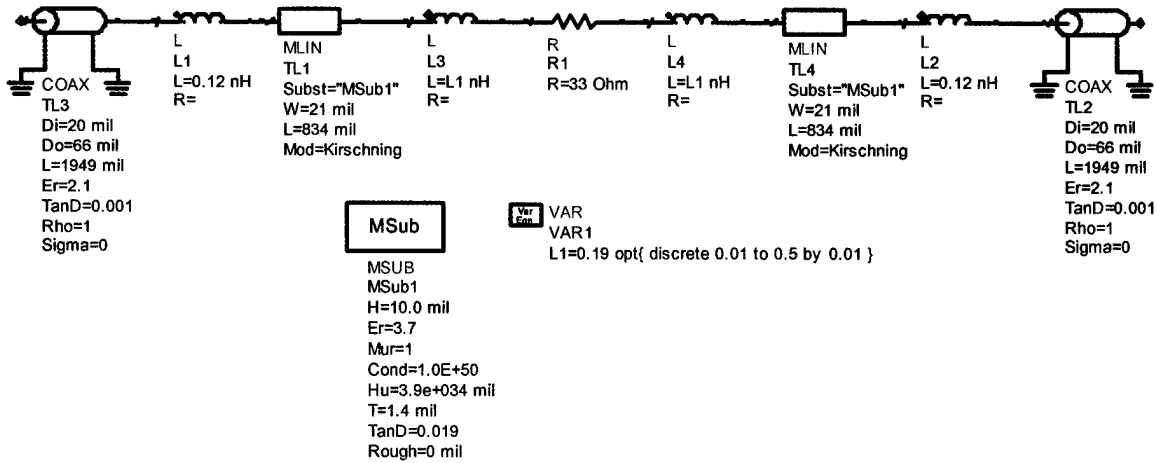 COAX
TL3
Di=20 mil
Do=66 mil
L=1949 mil
Er=2.1
TanD=0.001
Rho=1
Sigma=0
L
L1
L=0.12 nH
R=
MLIN
TL1
Subst="MSub1"
W=21 mil
L=834 mil
Mod=Kirschning
L
L3
L=L1 nH
R=
R
R1
R=33 Ohm
L
L4
L=L1 nH
R=
MLIN
TL4
Subst="MSub1"
W=21 mil
L=834 mil
Mod=Kirschning
L
L2
L=0.12 nH
R=
COAX
TL2
Di=20 mil
Do=66 mil
L=1949 mil
Er=2.1
TanD=0.001
Rho=1
Sigma=0
MSub
MSUB
MSub1
H=10.0 mil
Er=3.7
Mur=1
Cond=1.0E+50
Hu=3.9e+034 mil
T=1.4 mil
TanD=0.019
Rough=0 mil
Var
Eqn
VAR
VAR1
L1=0.19 opt{ discrete 0.01 to 0.5 by 0.01 }